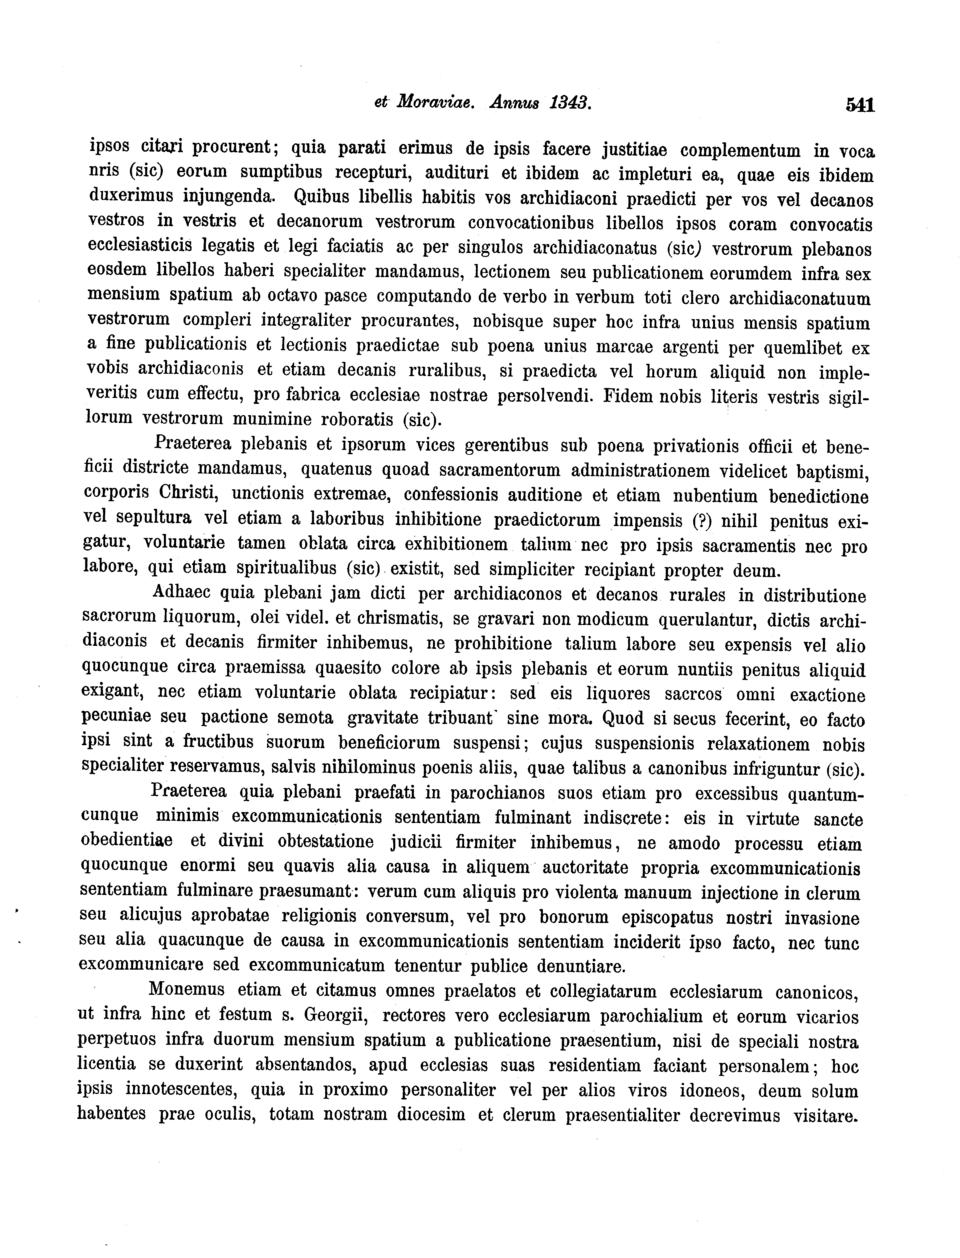 et Moraviae. Annus 1343. 541
ipsos citari procurent; quia parati erimus de ipsis facere justitiae complementum in voca
nris (sic) eorum sumptibus recepturi, audituri et ibidem ac impleturi ea, quae eis ibidem
duxerimus injungenda. Quibus libellis habitis vos archidiaconi praedicti per vos vel decanos
vestros in vestris et decanorum vestrorum convocationibus libellos ipsos coram convocatis
ecclesiasticis legatis et legi faciatis ac per singulos archidiaconatus (sic) vestrorum plebanos
eosdem libellos haberi specialiter mandamus, lectionem seu publicationem eorumdem infra sex
mensium spatium ab octavo pasce computando de verbo in verbum toti clero archidiaconatuum
vestrorum compleri integraliter procurantes, nobisque super hoc infra unius mensis spatium
a fine publicationis et lectionis praedictae sub poena unius marcae argenti per quemlibet ex
vobis archidiaconis et etiam decanis ruralibus, si praedicta vel horum aliquid non imple-
veritis cum effectu, pro fabrica ecclesiae nostrae persolvendi. Fidem nobis literis vestris sigil-
lorum vestrorum munimine roboratis (sic).
Praeterea plebanis et ipsorum vices gerentibus sub poena privationis officii et bene-
ficii districte mandamus, quatenus quoad sacramentorum administrationem videlicet baptismi,
corporis Christi, unctionis extremae, confessionis auditione et etiam nubentium benedictione
vel sepultura vel etiam a laboribus inhibitione praedictorum impensis (?) nihil penitus exi-
gatur, voluntarie tamen oblata circa exhibitionem talium nec pro ipsis sacramentis nec pro
labore, qui etiam spiritualibus (sic) existit, sed simpliciter recipiant propter deum.
Adhaec quia plebani jam dicti per archidiaconos et decanos rurales in distributione
sacrorum liquorum, olei videl. et chrismatis, se gravari non modicum querulantur, dictis archi-
diaconis et decanis firmiter inhibemus, ne prohibitione talium labore seu expensis vel alio
quocunque circa praemissa quaesito colore ab ipsis plebanis et eorum nuntiis penitus aliquid
exigant, nec etiam voluntarie oblata recipiatur: sed eis liquores sacrcos omni exactione
pecuniae seu pactione semota gravitate tribuant sine mora. Quod si secus fecerint, eo facto
ipsi sint a fructibus suorum beneficiorum suspensi; cujus suspensionis relaxationem nobis
specialiter reservamus, salvis nihilominus poenis aliis, quae talibus a canonibus infriguntur (sic).
Praeterea quia plebani praefati in parochianos suos etiam pro excessibus quantum-
cunque minimis excommunicationis sententiam fulminant indiscrete: eis in virtute sancte
obedientiae et divini obtestatione judicii firmiter inhibemus, ne amodo processu etiam
quocunque enormi seu quavis alia causa in aliquem auctoritate propria excommunicationis
sententiam fulminare praesumant: verum cum aliquis pro violenta manuum injectione in clerum
seu alicujus aprobatae religionis conversum, vel pro bonorum episcopatus nostri invasione
seu alia quacunque de causa in excommunicationis sententiam inciderit ipso facto, nec tunc
excommunicare sed excommunicatum tenentur publice denuntiare.
Monemus etiam et citamus omnes praelatos et collegiatarum ecclesiarum canonicos,
ut infra hinc et festum s. Georgii, rectores vero ecclesiarum parochialium et eorum vicarios
perpetuos infra duorum mensium spatium a publicatione praesentium, nisi de speciali nostra
licentia se duxerint absentandos, apud ecclesias suas residentiam faciant personalem; hoc
ipsis innotescentes, quia in proximo personaliter vel per alios viros idoneos, deum solum
habentes prae oculis, totam nostram diocesim et clerum praesentialiter decrevimus visitare.